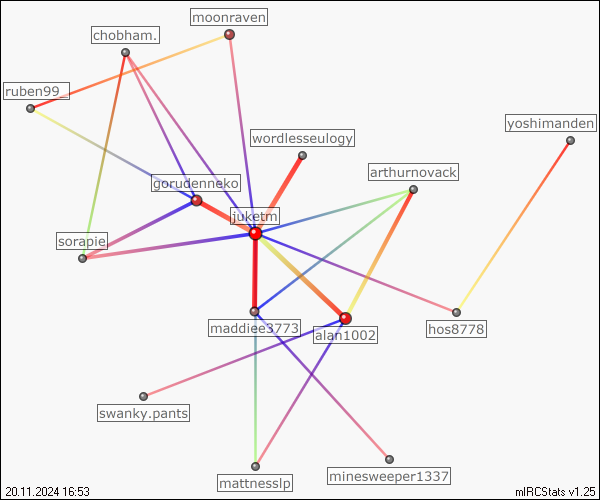 moonraven
chobham.
ruben99_
yoshimanden
wordlesseulogy
arthurnovack
gorudenneko
juketm
sorapie
maddiee3773
alan1002
hos8778
swanky.pants
mattnesslp
minesweeper1337
20.11.2024 16:53
mIRCStats v1.25